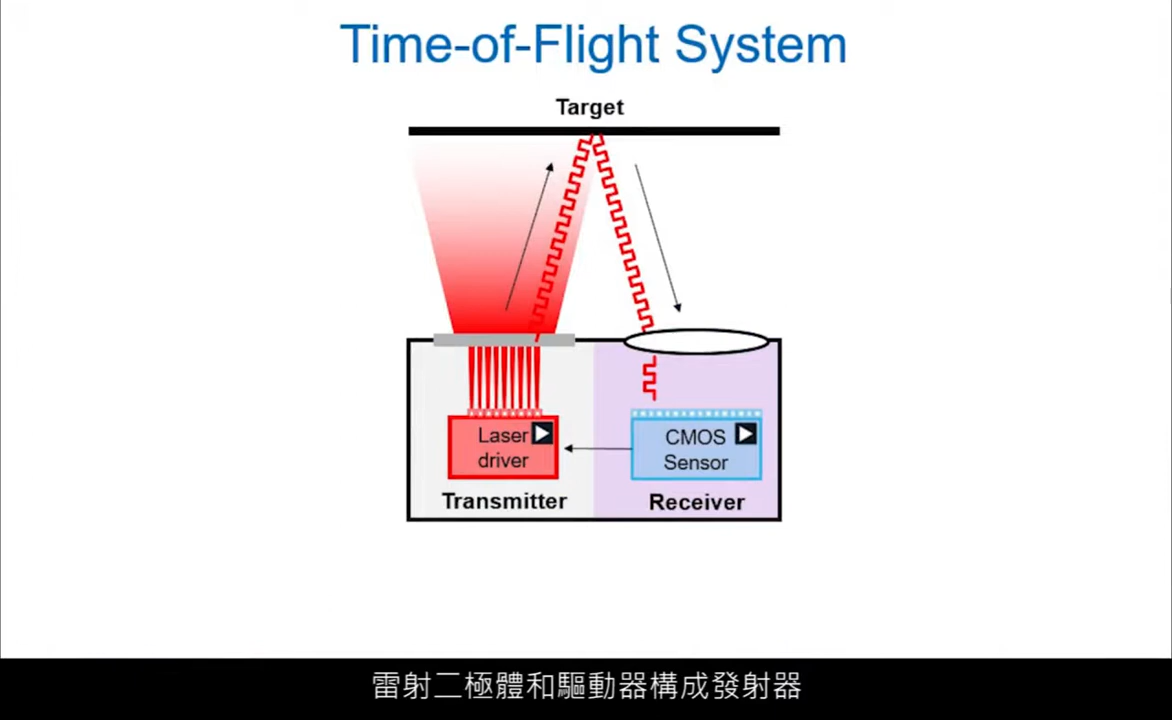 Time-of-Flight System
Target
Laser
driver
CMOS
Sensor
Transmitter
Receiver
雷射二極體和驅動器構成發射器